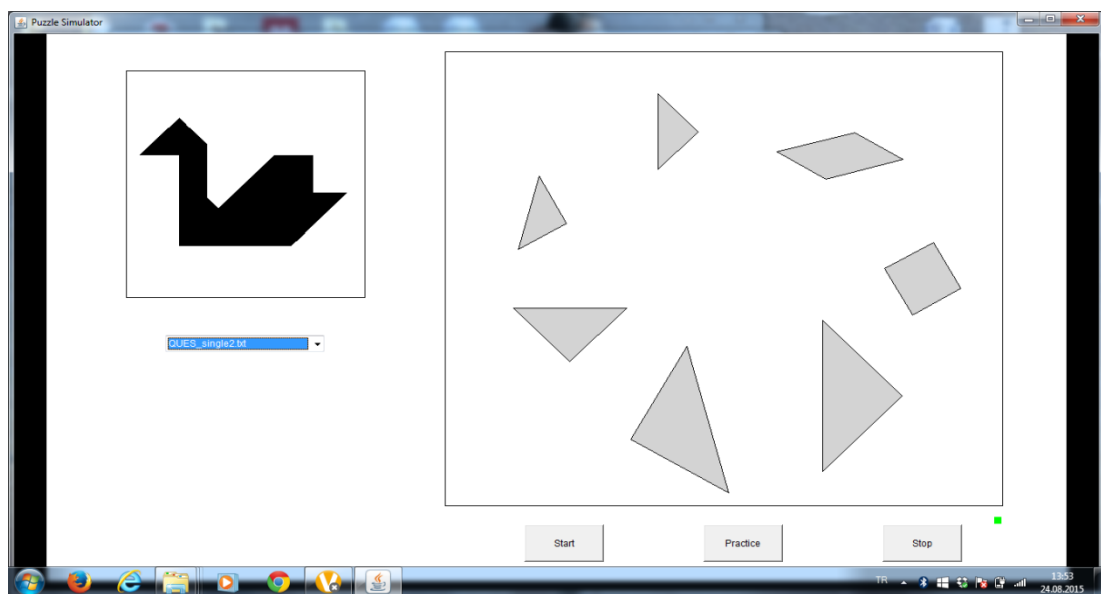 Puzzle Simulator
QUES_single2.txt
Start
Practice
Stop
TR
13:53
24.08.2015